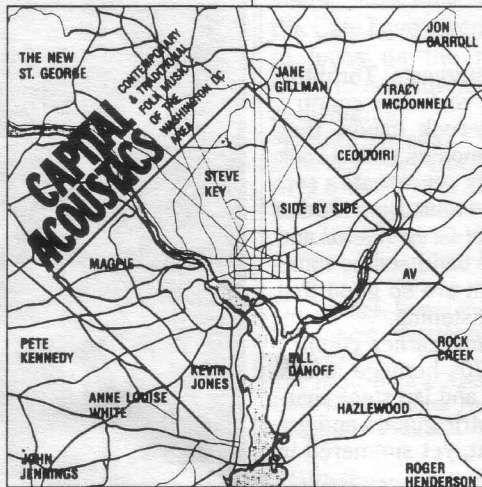 THE NEW
ST. GEORGE
CAPITAL
ACOUSTICS
CONTEMPORARY
& TRADITIONAL
FOLK MUSIC
OF THE
WASHINGTON DC
AREA
JON
CARROLL
JANE
GILLMAN
TRACY
MCDONNELL
CEOLTOIRI
STEVE
KEY
SIDE BY SIDE
MAGPIE
AV
PETE
KENNEDY
KEVIN
JONES
BILL
DANOFF
ROCK
CREEK
ANNE LOUISE
WHITE
HAZLEWOOD
JOHN
JENNINGS
ROGER
HENDERSON